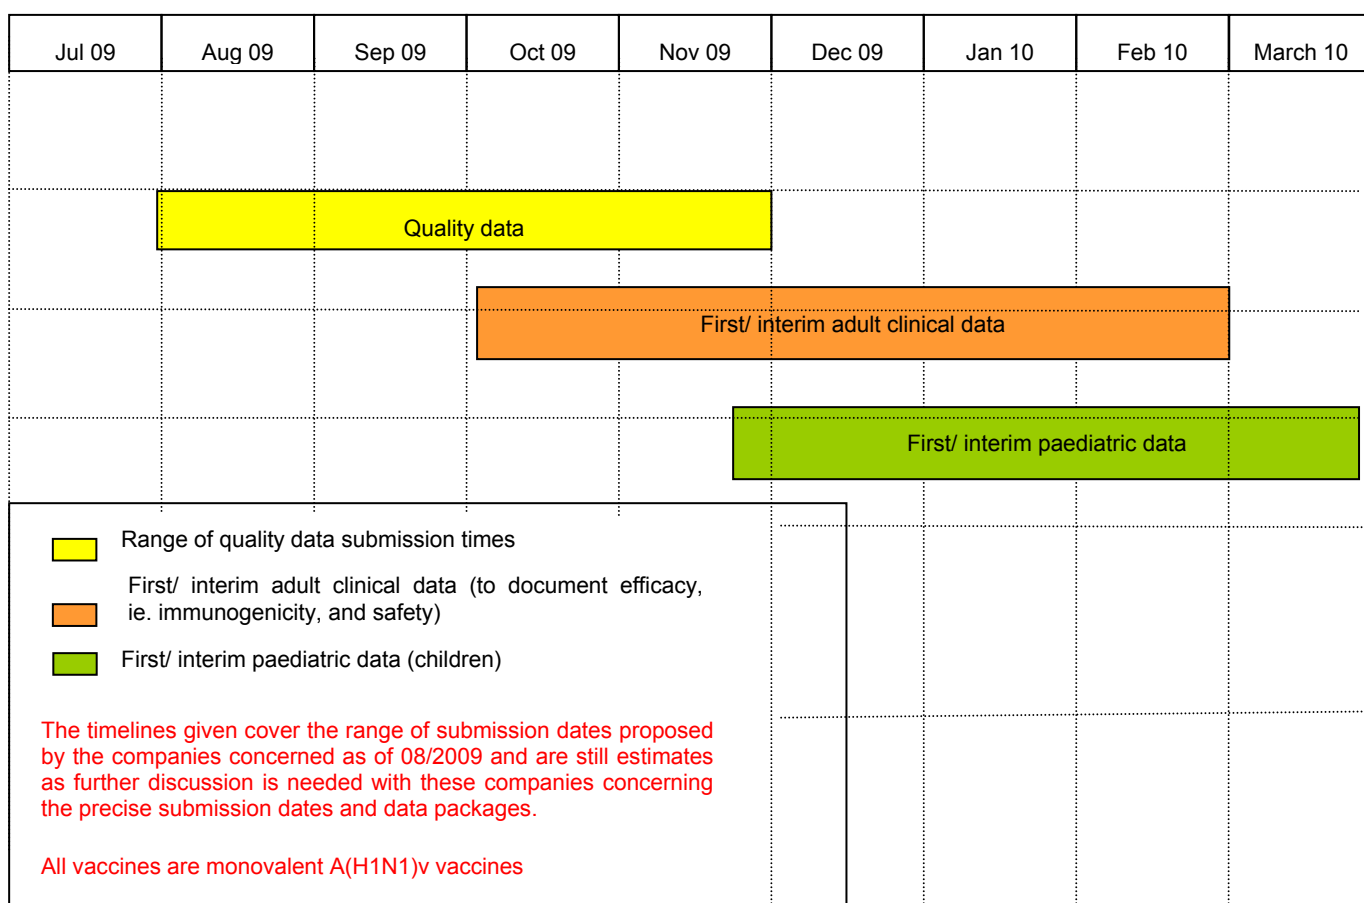 Jul 09 Aug 09 Sep 09 Oct 09 Nov 09 Dec 09 Jan 10 Feb 10 March 10
Quality data
First/ interim adult clinical data
First/ interim paediatric data
Range of quality data submission times
First/ interim adult clinical data (to document efficacy,
ie. immunogenicity, and safety)
First/ interim paediatric data (children)
The timelines given cover the range of submission dates proposed
by the companies concerned as of 08/2009 and are still estimates
as further discussion is needed with these companies concerning
the precise submission dates and data packages.
All vaccines are monovalent A(H1N1)v vaccines